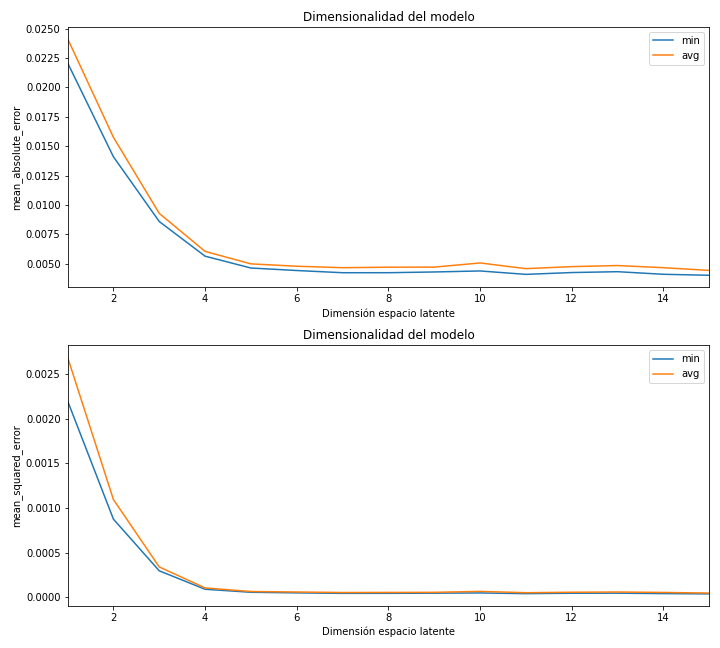 Dimensionalidad del modelo
0.0250
0.0225
0.0200
0.0175
0.0150
0.0125
0.0100
0.0075
0.0050
mean_absolute_error
min
avg
2 4 6 8 10 12 14
Dimensión espacio latente
Dimensionalidad del modelo
0.0025
0.0020
0.0015
0.0010
0.0005
0.0000
mean_squared_error
min
avg
2 4 6 8 10 12 14
Dimensión espacio latente